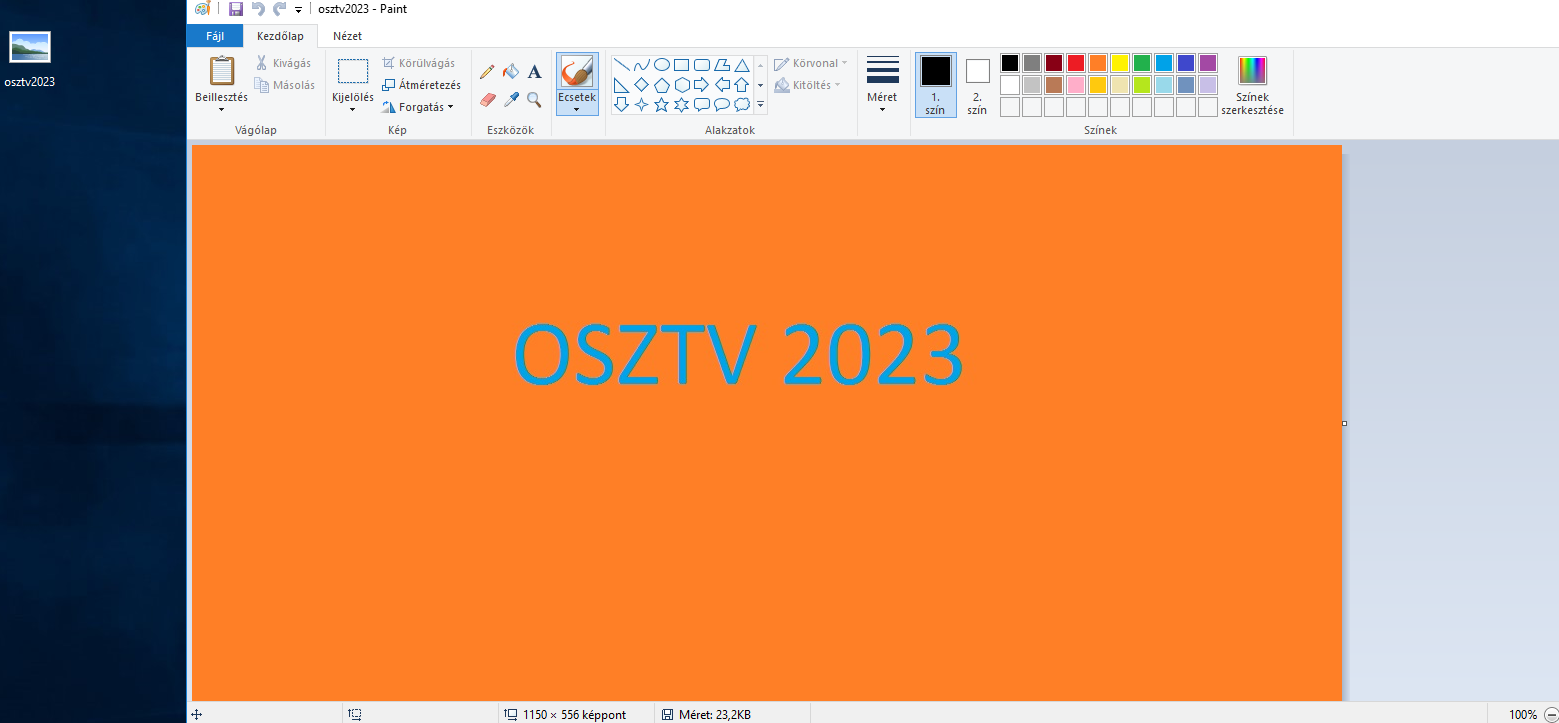 osztv2023
osztv2023 - Paint
Fájl Kezdőlap Nézet
Beillesztés
Kivágás
Másolás
Vágólap
Kijelölés
Körülvágás
Átméretezés
Forgatás
Kép
A
Eszközök
Ecsetek
Körvonal
Kitöltés
Alakzatok
Méret
1.
szín
2.
szín
Színek
szerkesztése
Színek
OSZTV 2023
1150 × 556 képpont
Méret: 23,2KB
100%